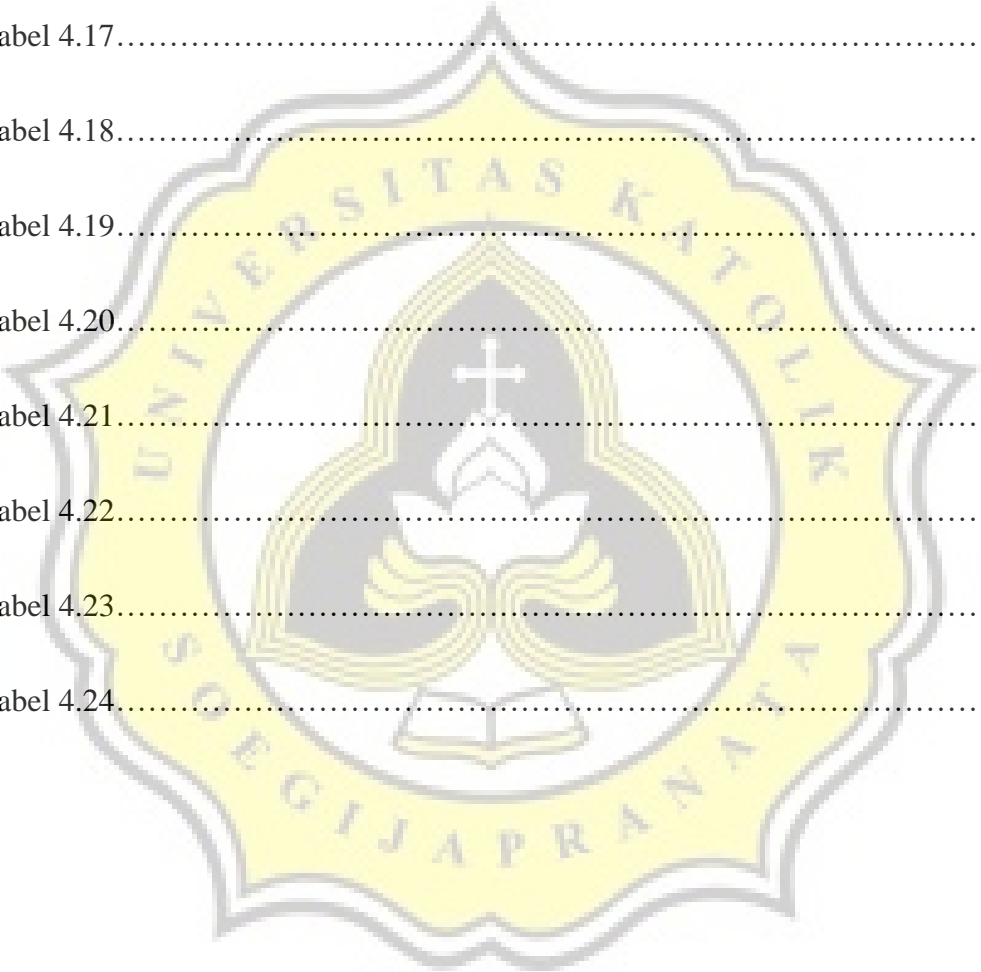 abel 4.17....................................................................................
abel 4.18....................................................................................
abel 4.19....................................................................................
abel 4.20....................................................................................
abel 4.21....................................................................................
abel 4.22....................................................................................
abel 4.23....................................................................................
abel 4.24....................................................................................
UNIVERSITAS KATOLIK
SOEGIJAPRANATA